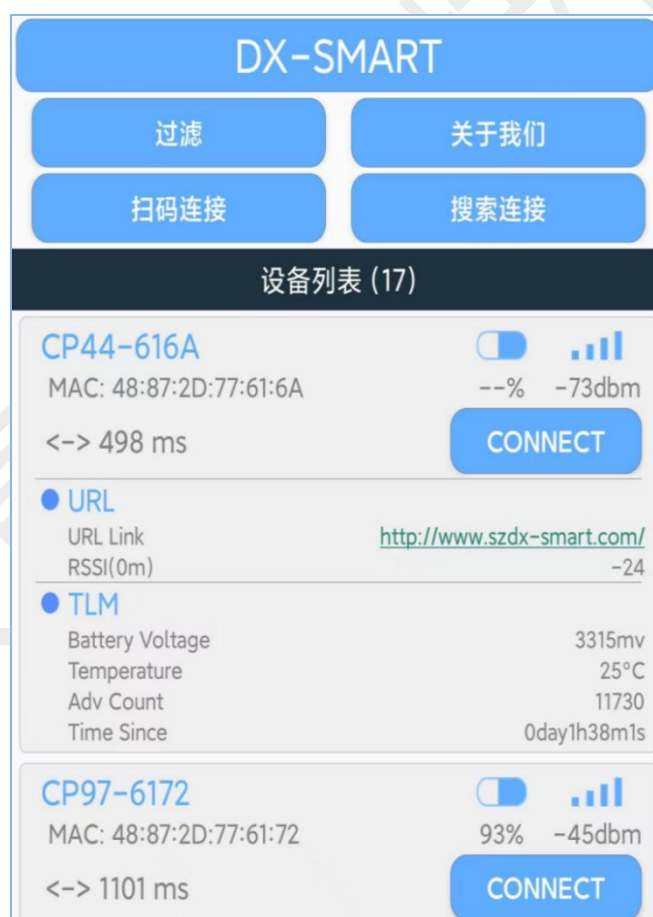 DX-SMART
过滤 关于我们
扫码连接 搜索连接
设备列表 (17)
CP44-616A
MAC: 48:87:2D:77:61:6A --% -73dbm
<-> 498 ms CONNECT
URL
URL Link http://www.szdx-smart.com/
RSSI(0m) -24
TLM
Battery Voltage 3315mv
Temperature 25°C
Adv Count 11730
Time Since 0day1h38m1s
CP97-6172
MAC: 48:87:2D:77:61:72 93% -45dbm
<-> 1101 ms CONNECT